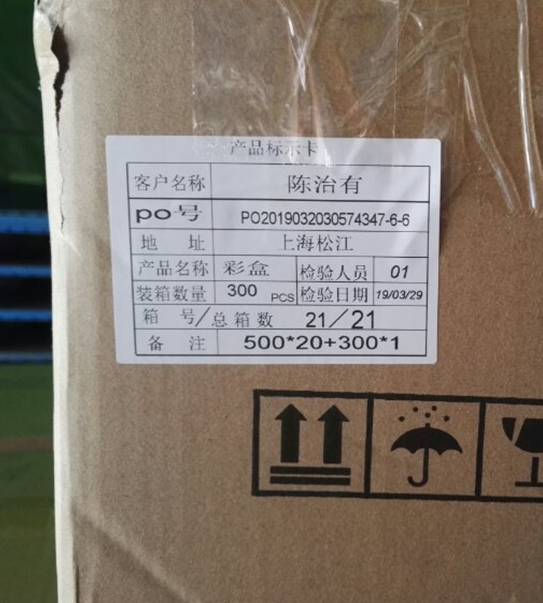 产品标示卡
客户名称 陈治有
po号 PO2019032030574347-6-6
地 址 上海松江
产品名称 彩盒 检验人员 01
装箱数量 300 PCS 检验日期 19/03/29
箱 号/总箱数 21/21
备 注 500*20+300*1